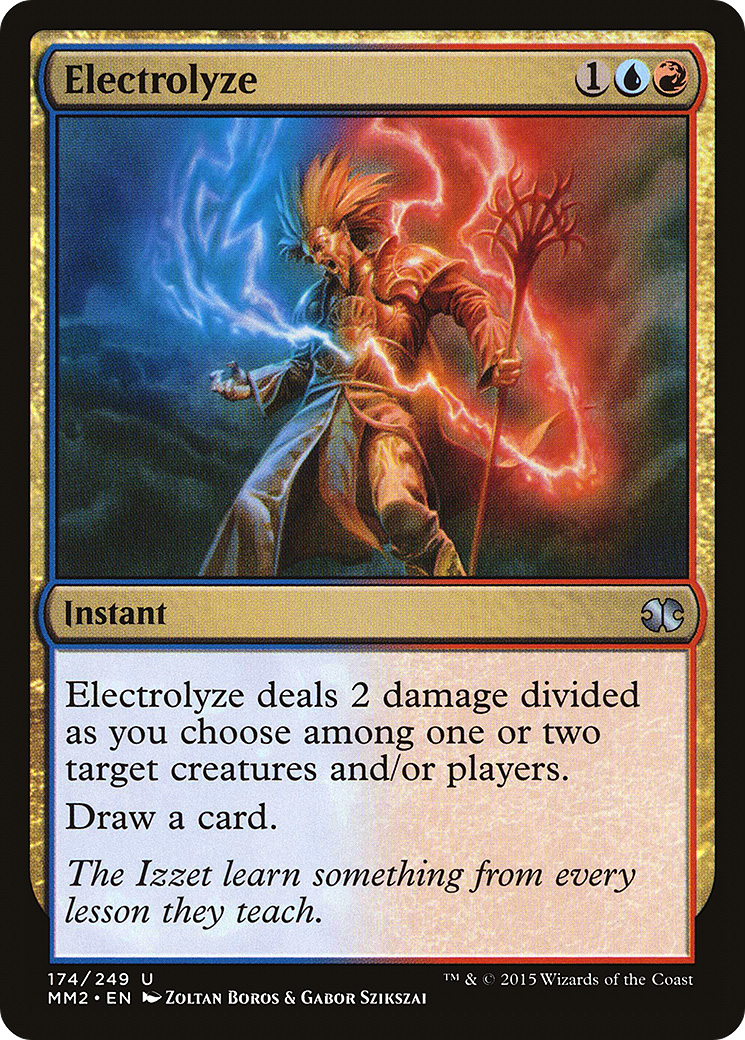 Electrolyze 1
Instant
Electrolyze deals 2 damage divided
as you choose among one or two
target creatures and/or players.
Draw a card.
The Izzet learn something from every
lesson they teach.
174/249 U
™ & © 2015 Wizards of the Coast
MM2 • EN Zoltan Boros & Gabor Szikszai